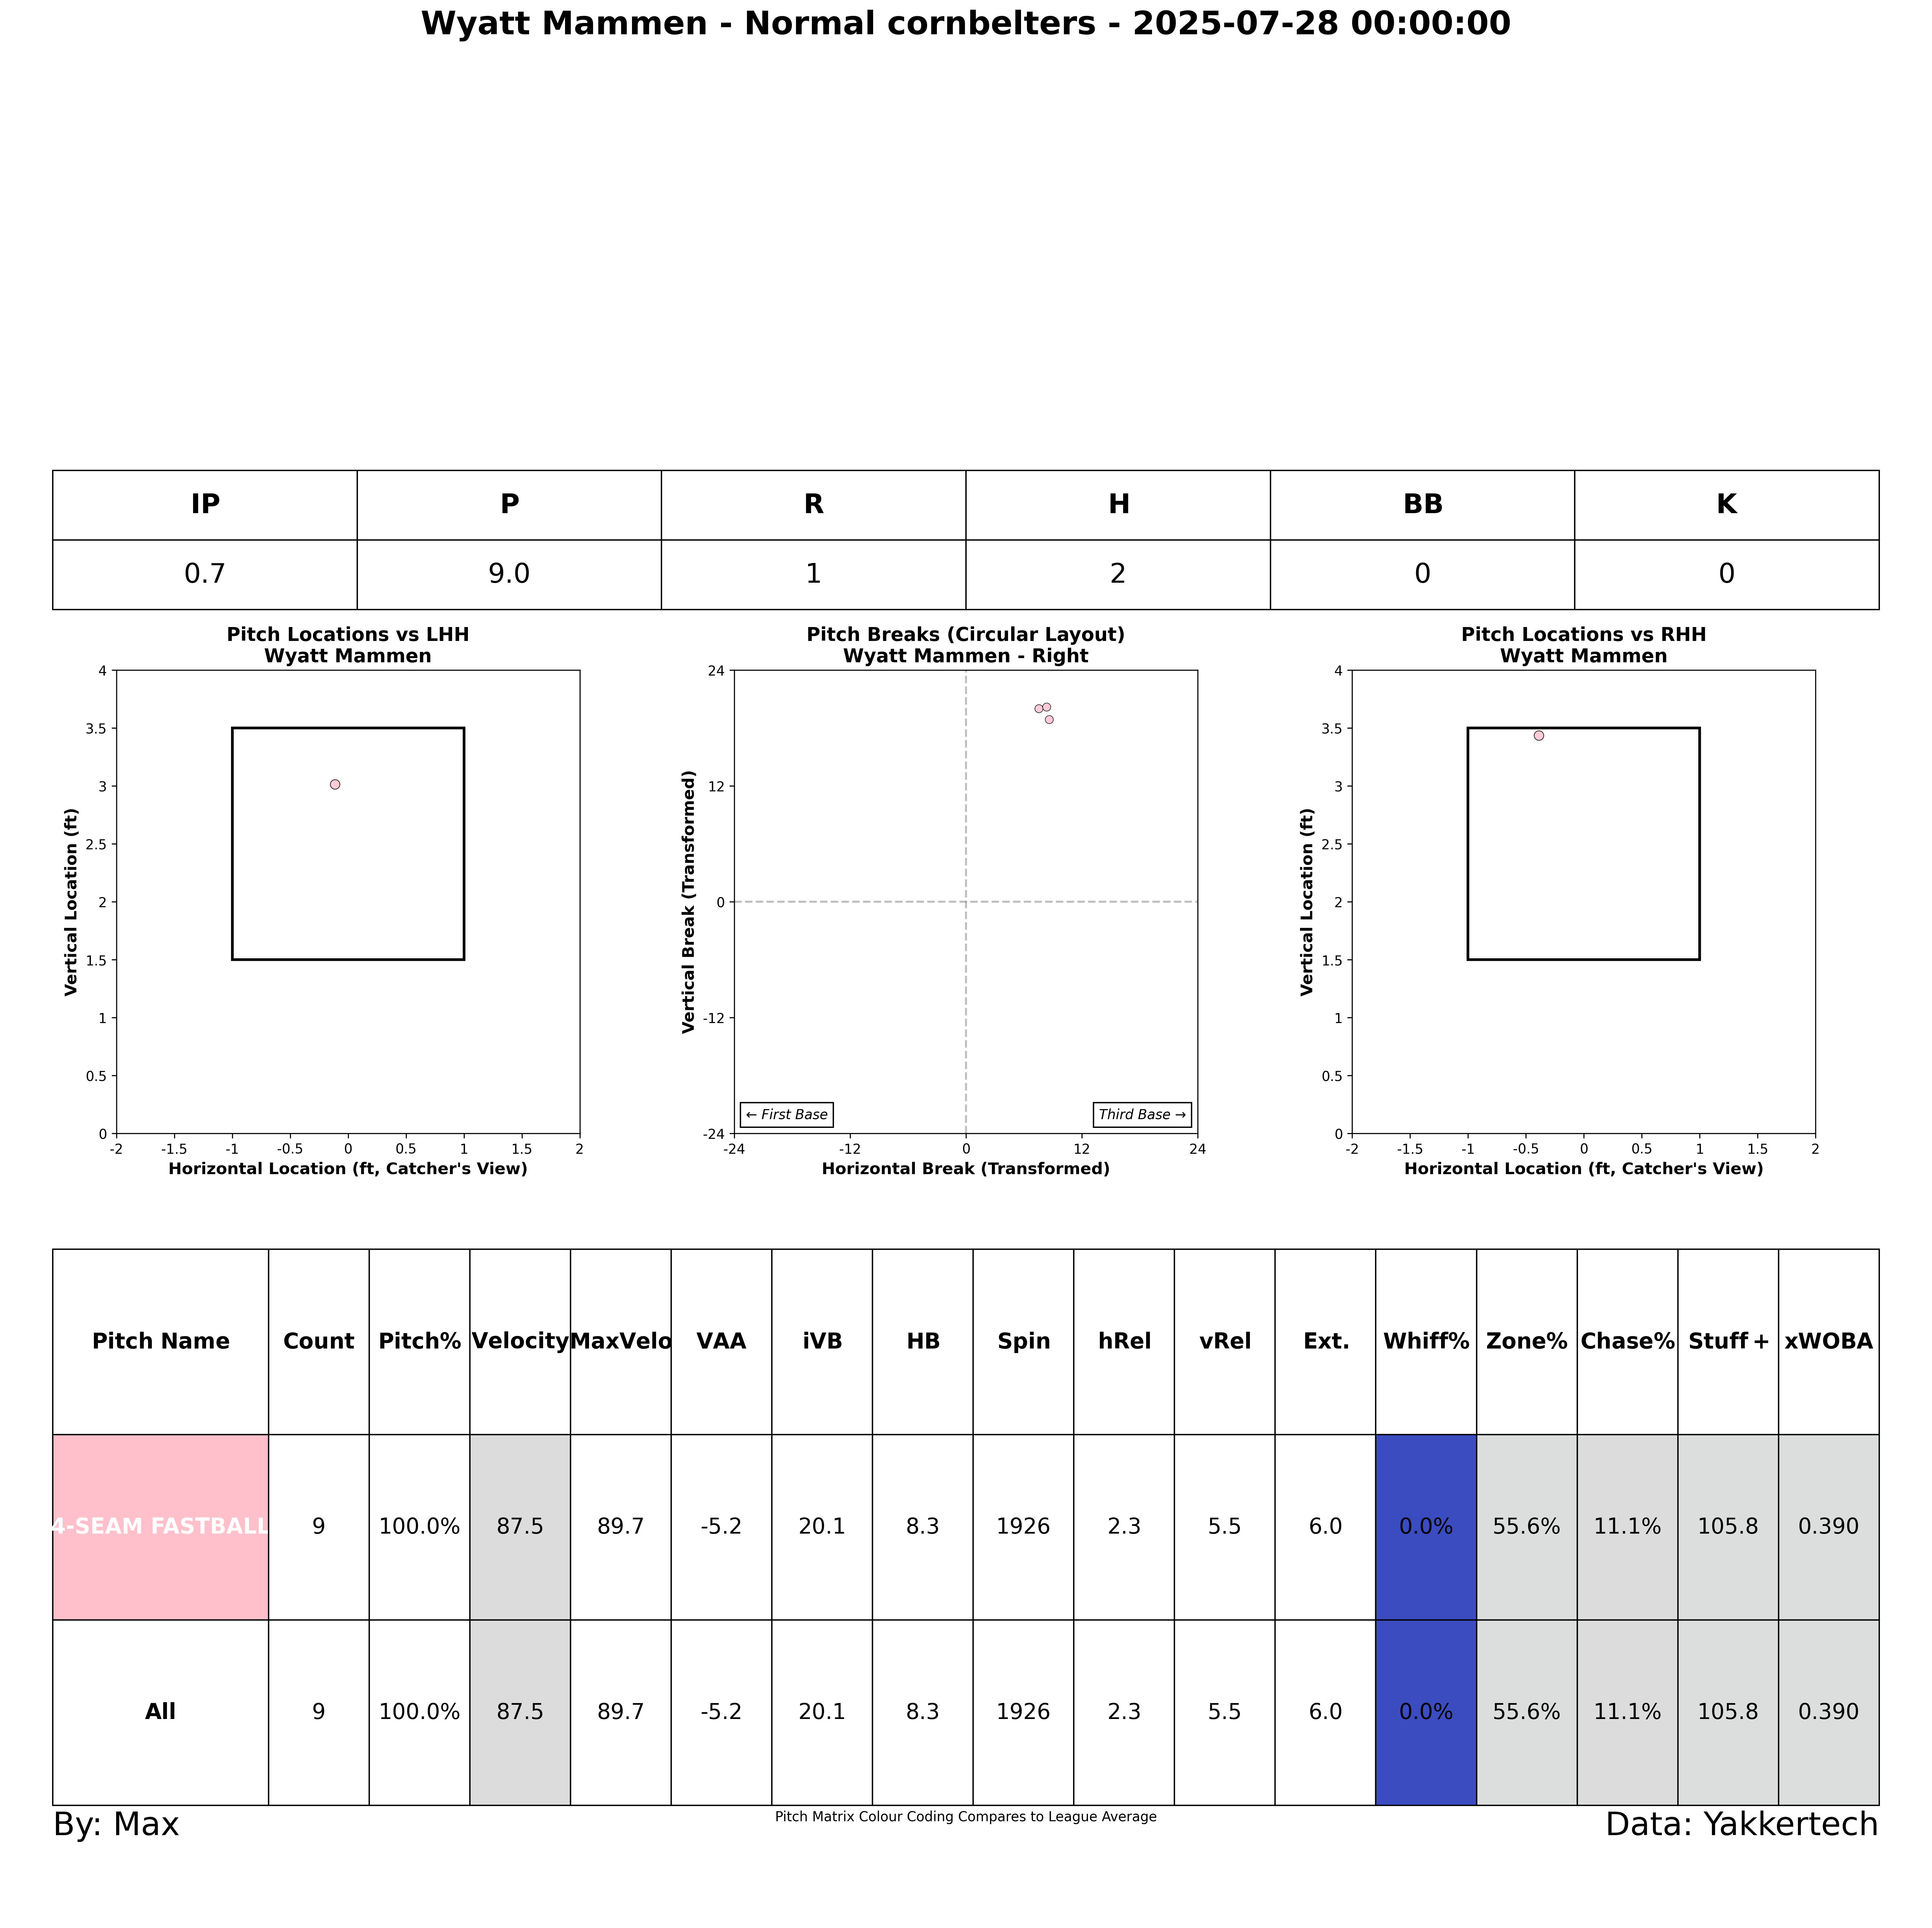 Wyatt Mammen - Normal cornbelters - 2025-07-28 00:00:00
IP P R H BB K
0.7 9.0 1 2 0 0
Pitch Locations vs LHH
Wyatt Mammen
4
3.5
3
2.5
2
1.5
1
0.5
0
-2 -1.5 -1 -0.5 0 0.5 1 1.5 2
Vertical Location (ft)
Horizontal Location (ft, Catcher's View)
Pitch Breaks (Circular Layout)
Wyatt Mammen - Right
24
12
0
-12
-24
-24 -12 0 12 24
Vertical Break (Transformed)
← First Base
Third Base →
Horizontal Break (Transformed)
Pitch Locations vs RHH
Wyatt Mammen
4
3.5
3
2.5
2
1.5
1
0.5
0
-2 -1.5 -1 -0.5 0 0.5 1 1.5 2
Vertical Location (ft)
Horizontal Location (ft, Catcher's View)
Pitch Name Count Pitch% Velocity MaxVelo VAA iVB HB Spin hRel vRel Ext. Whiff% Zone% Chase% Stuff+ xWOBA
4-SEAM FASTBALL 9 100.0% 87.5 89.7 -5.2 20.1 8.3 1926 2.3 5.5 6.0 0.0% 55.6% 11.1% 105.8 0.390
All 9 100.0% 87.5 89.7 -5.2 20.1 8.3 1926 2.3 5.5 6.0 0.0% 55.6% 11.1% 105.8 0.390
By: Max
Pitch Matrix Colour Coding Compares to League Average
Data: Yakkertech